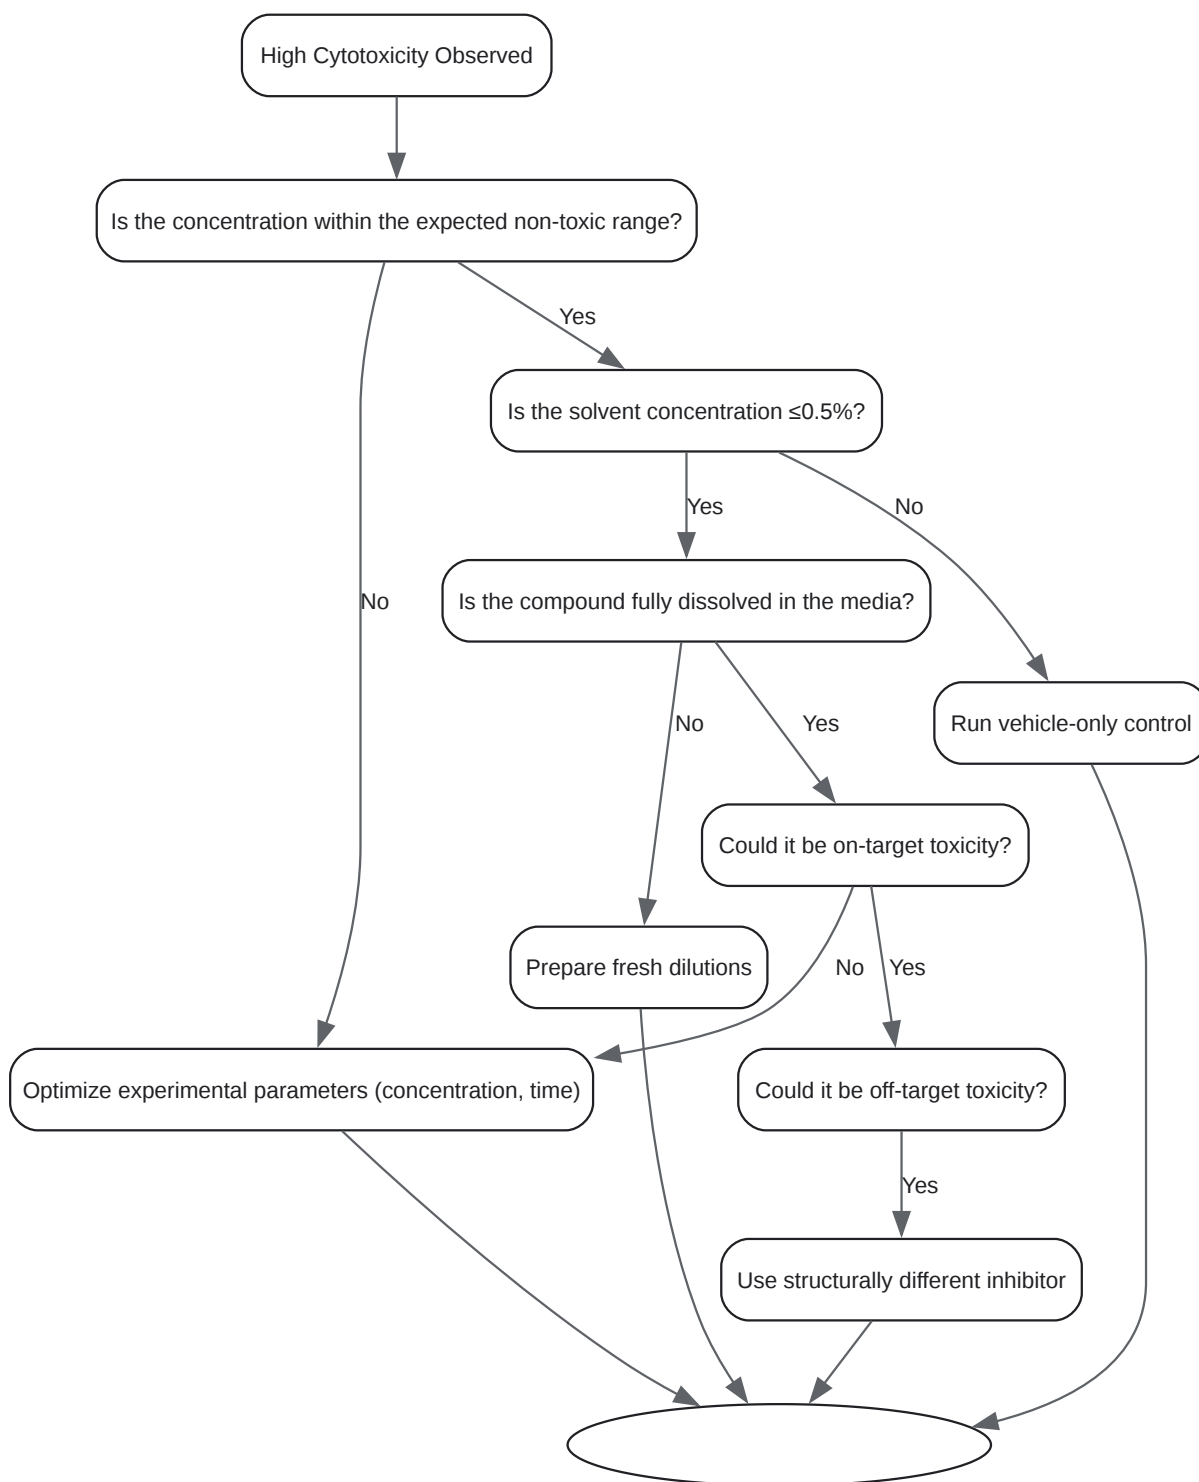 High Cytotoxicity Observed
Is the concentration within the expected non-toxic range?
Yes
Is the solvent concentration ≤0.5%?
Yes
No
Is the compound fully dissolved in the media?
No
No
Yes
Run vehicle-only control
Could it be on-target toxicity?
Prepare fresh dilutions
No
Yes
Optimize experimental parameters (concentration, time)
Could it be off-target toxicity?
Yes
Use structurally different inhibitor